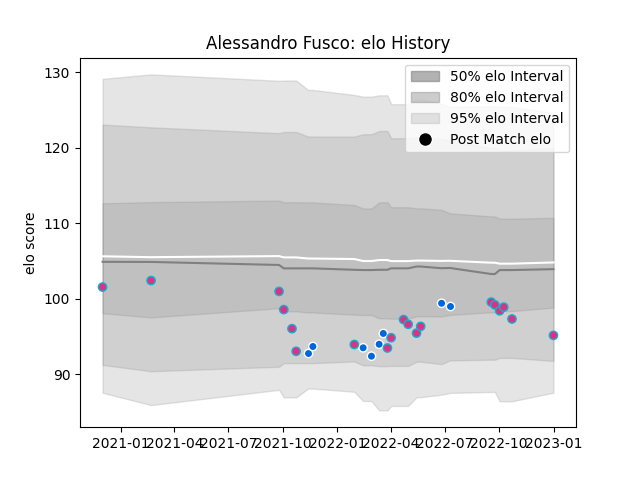 Alessandro Fusco: elo History
130
120
110
100
90
elo score
50% elo Interval
80% elo Interval
95% elo Interval
Post Match elo
2021-01
2021-04
2021-07
2021-10
2022-01
2022-04
2022-07
2022-10
2023-01